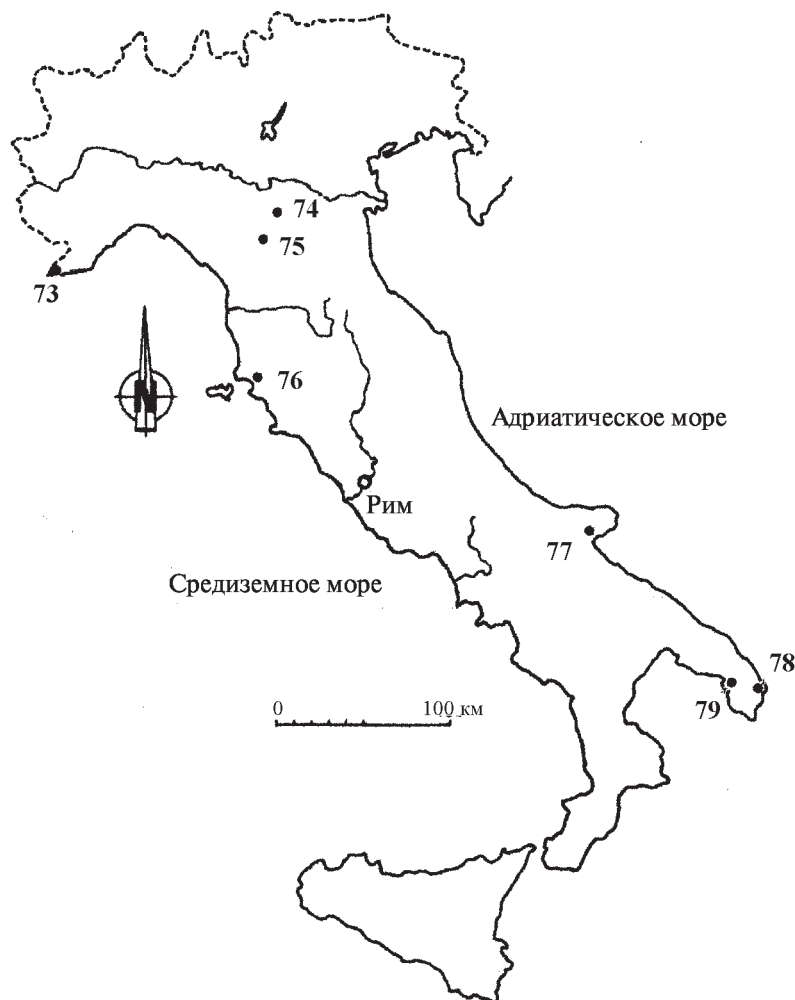 74
75
73
76
Адриатическое море
Рим
77
Средиземное море
78
79
0 100 км
N